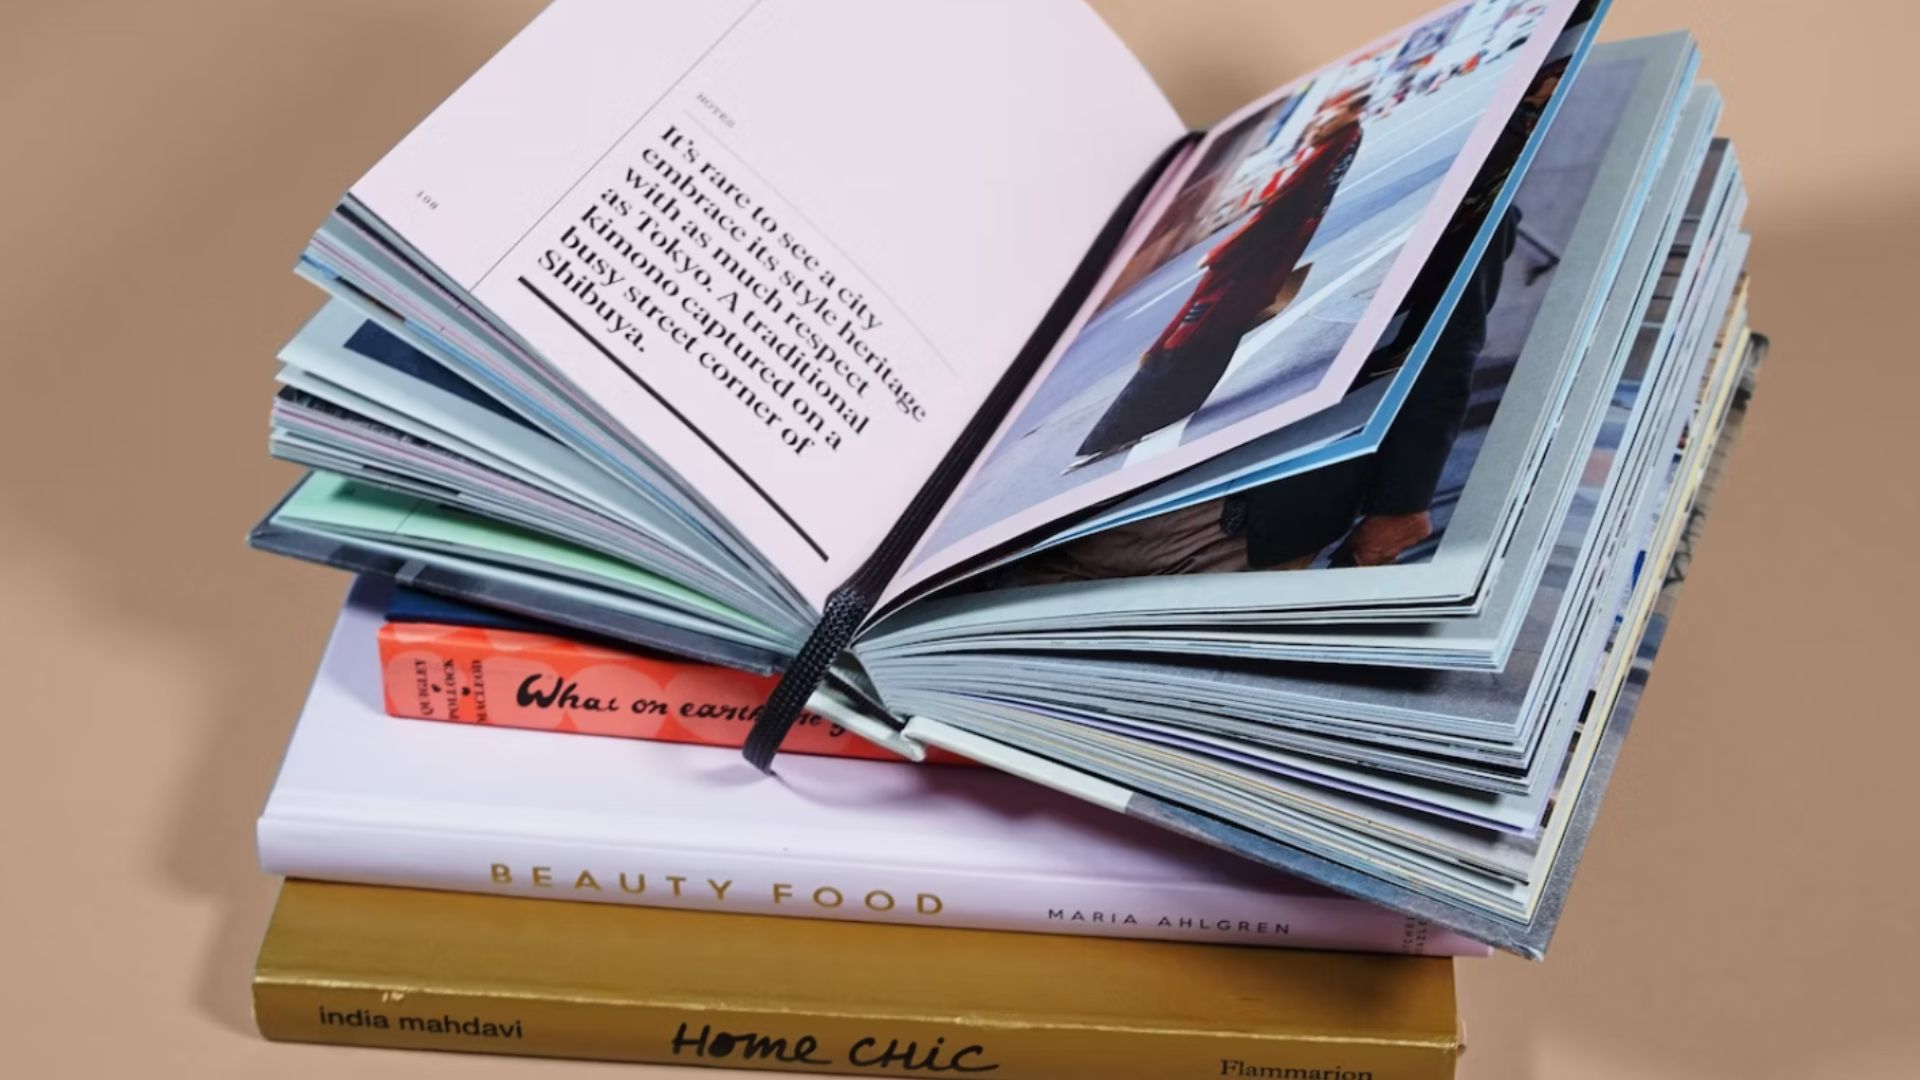 NOTES
It's rare to see a city
embrace its style heritage
with as much respect
as Tokyo. A traditional
kimono captured on a
busy street corner of
Shibuya.
108
QUIGLEY
POLLOCK
MACLEOD
What on earth
BEAUTY FOOD
MARIA AHLGREN
india mahdavi
HOME CHiC
Flammarion